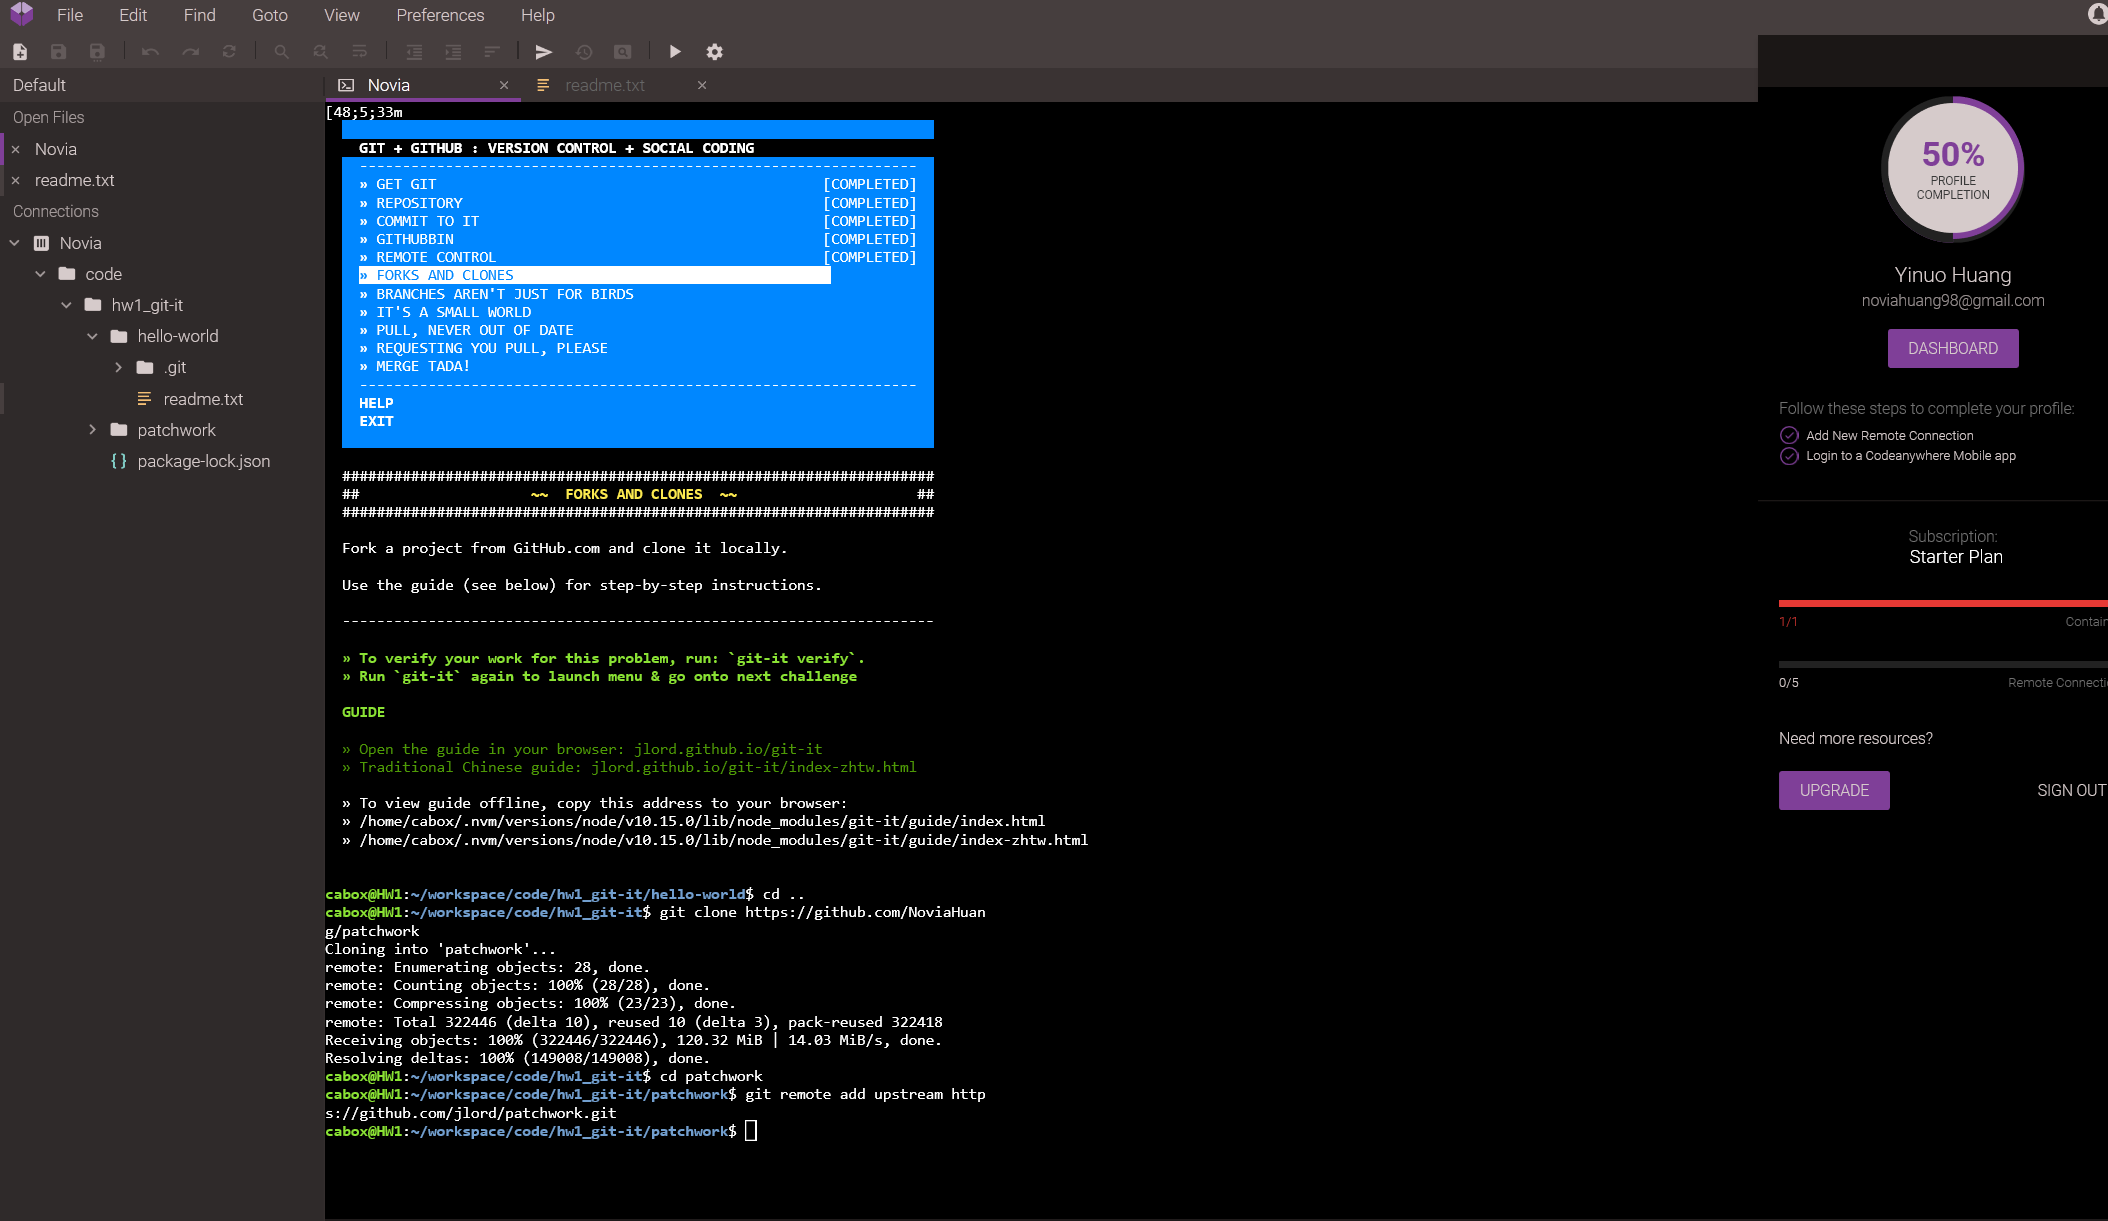 File Edit Find Goto View Preferences Help
Default
Novia
readme.txt
Open Files
Novia
readme.txt
Connections
Novia
code
hw1_git-it
hello-world
.git
readme.txt
patchwork
{} package-lock.json
[48;5;33m
GIT + GITHUB : VERSION CONTROL + SOCIAL CODING
-----------------------------------------------------------------
» GET GIT [COMPLETED]
» REPOSITORY [COMPLETED]
» COMMIT TO IT [COMPLETED]
» GITHUBBIN [COMPLETED]
» REMOTE CONTROL [COMPLETED]
» FORKS AND CLONES
» BRANCHES AREN'T JUST FOR BIRDS
» IT'S A SMALL WORLD
» PULL, NEVER OUT OF DATE
» REQUESTING YOU PULL, PLEASE
» MERGE TADA!
-----------------------------------------------------------------
HELP
EXIT
#####################################################################
## ~~ FORKS AND CLONES ~~ ##
#####################################################################
Fork a project from GitHub.com and clone it locally.
Use the guide (see below) for step-by-step instructions.
---------------------------------------------------------------------
» To verify your work for this problem, run: `git-it verify`.
» Run `git-it` again to launch menu & go onto next challenge
GUIDE
» Open the guide in your browser: jlord.github.io/git-it
» Traditional Chinese guide: jlord.github.io/git-it/index-zhtw.html
» To view guide offline, copy this address to your browser:
» /home/cabox/.nvm/versions/node/v10.15.0/lib/node_modules/git-it/guide/index.html
» /home/cabox/.nvm/versions/node/v10.15.0/lib/node_modules/git-it/guide/index-zhtw.html
cabox@HW1:~/workspace/code/hw1_git-it/hello-world$ cd ..
cabox@HW1:~/workspace/code/hw1_git-it$ git clone https://github.com/NoviaHuan
g/patchwork
Cloning into 'patchwork'...
remote: Enumerating objects: 28, done.
remote: Counting objects: 100% (28/28), done.
remote: Compressing objects: 100% (23/23), done.
remote: Total 322446 (delta 10), reused 10 (delta 3), pack-reused 322418
Receiving objects: 100% (322446/322446), 120.32 MiB | 14.03 MiB/s, done.
Resolving deltas: 100% (149008/149008), done.
cabox@HW1:~/workspace/code/hw1_git-it$ cd patchwork
cabox@HW1:~/workspace/code/hw1_git-it/patchwork$ git remote add upstream http
s://github.com/jlord/patchwork.git
cabox@HW1:~/workspace/code/hw1_git-it/patchwork$
50%
PROFILE
COMPLETION
Yinuo Huang
noviahuang98@gmail.com
DASHBOARD
Follow these steps to complete your profile:
Add New Remote Connection
Login to a Codeanywhere Mobile app
Subscription:
Starter Plan
1/1 Contain
0/5 Remote Connecti
Need more resources?
UPGRADE SIGN OUT